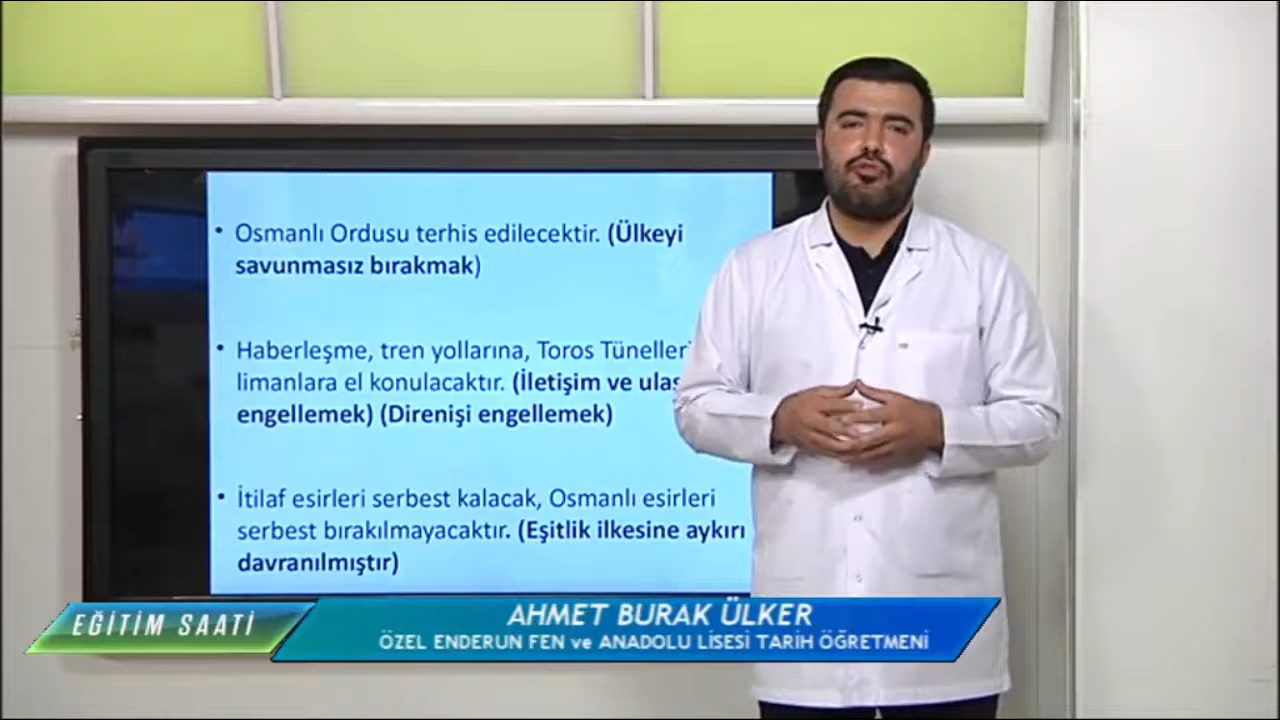 • Osmanlı Ordusu terhis edilecektir. (Ülkeyi
savunmasız bırakmak)
• Haberleşme, tren yollarına, Toros
limanlara el konulacaktır. (İletişim ve
engellemek) (Direnişi engellemek)
• İtilaf esirleri serbest kalacak, Osmanlı esirleri
serbest bırakılmayacaktır. (Eşitlik ilkesine aykırı
davranılmıştır)
EĞİTİM SAATİ
AHMET BURAK ÜLKER
ÖZEL ENDERUN FEN ve ANADOLU LİSESİ TARİH ÖĞRETMENİ